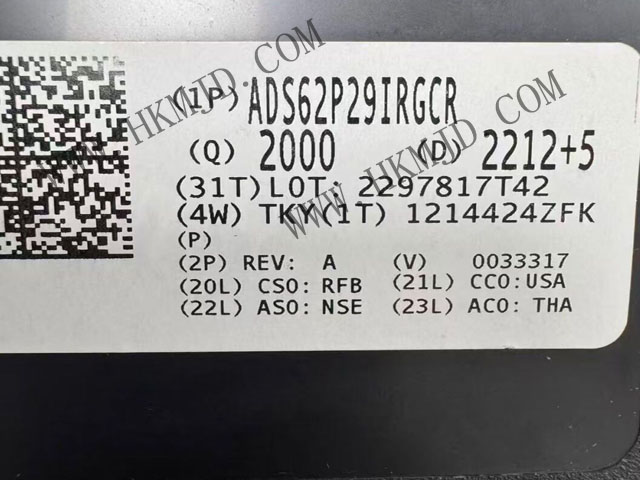 (1P) ADS62P29IRGCR
(Q) 2000 (D) 2212+5
(31T)LOT: 2297817T42
(4W) TKY(1T) 1214424ZFK
(P)
(2P) REV: A (V) 0033317
(20L) CSO: RFB (21L) CCO:USA
(22L) ASO: NSE (23L) ACO: THA
WWW.HKMJD.COM
WWW.HKMJD.COM